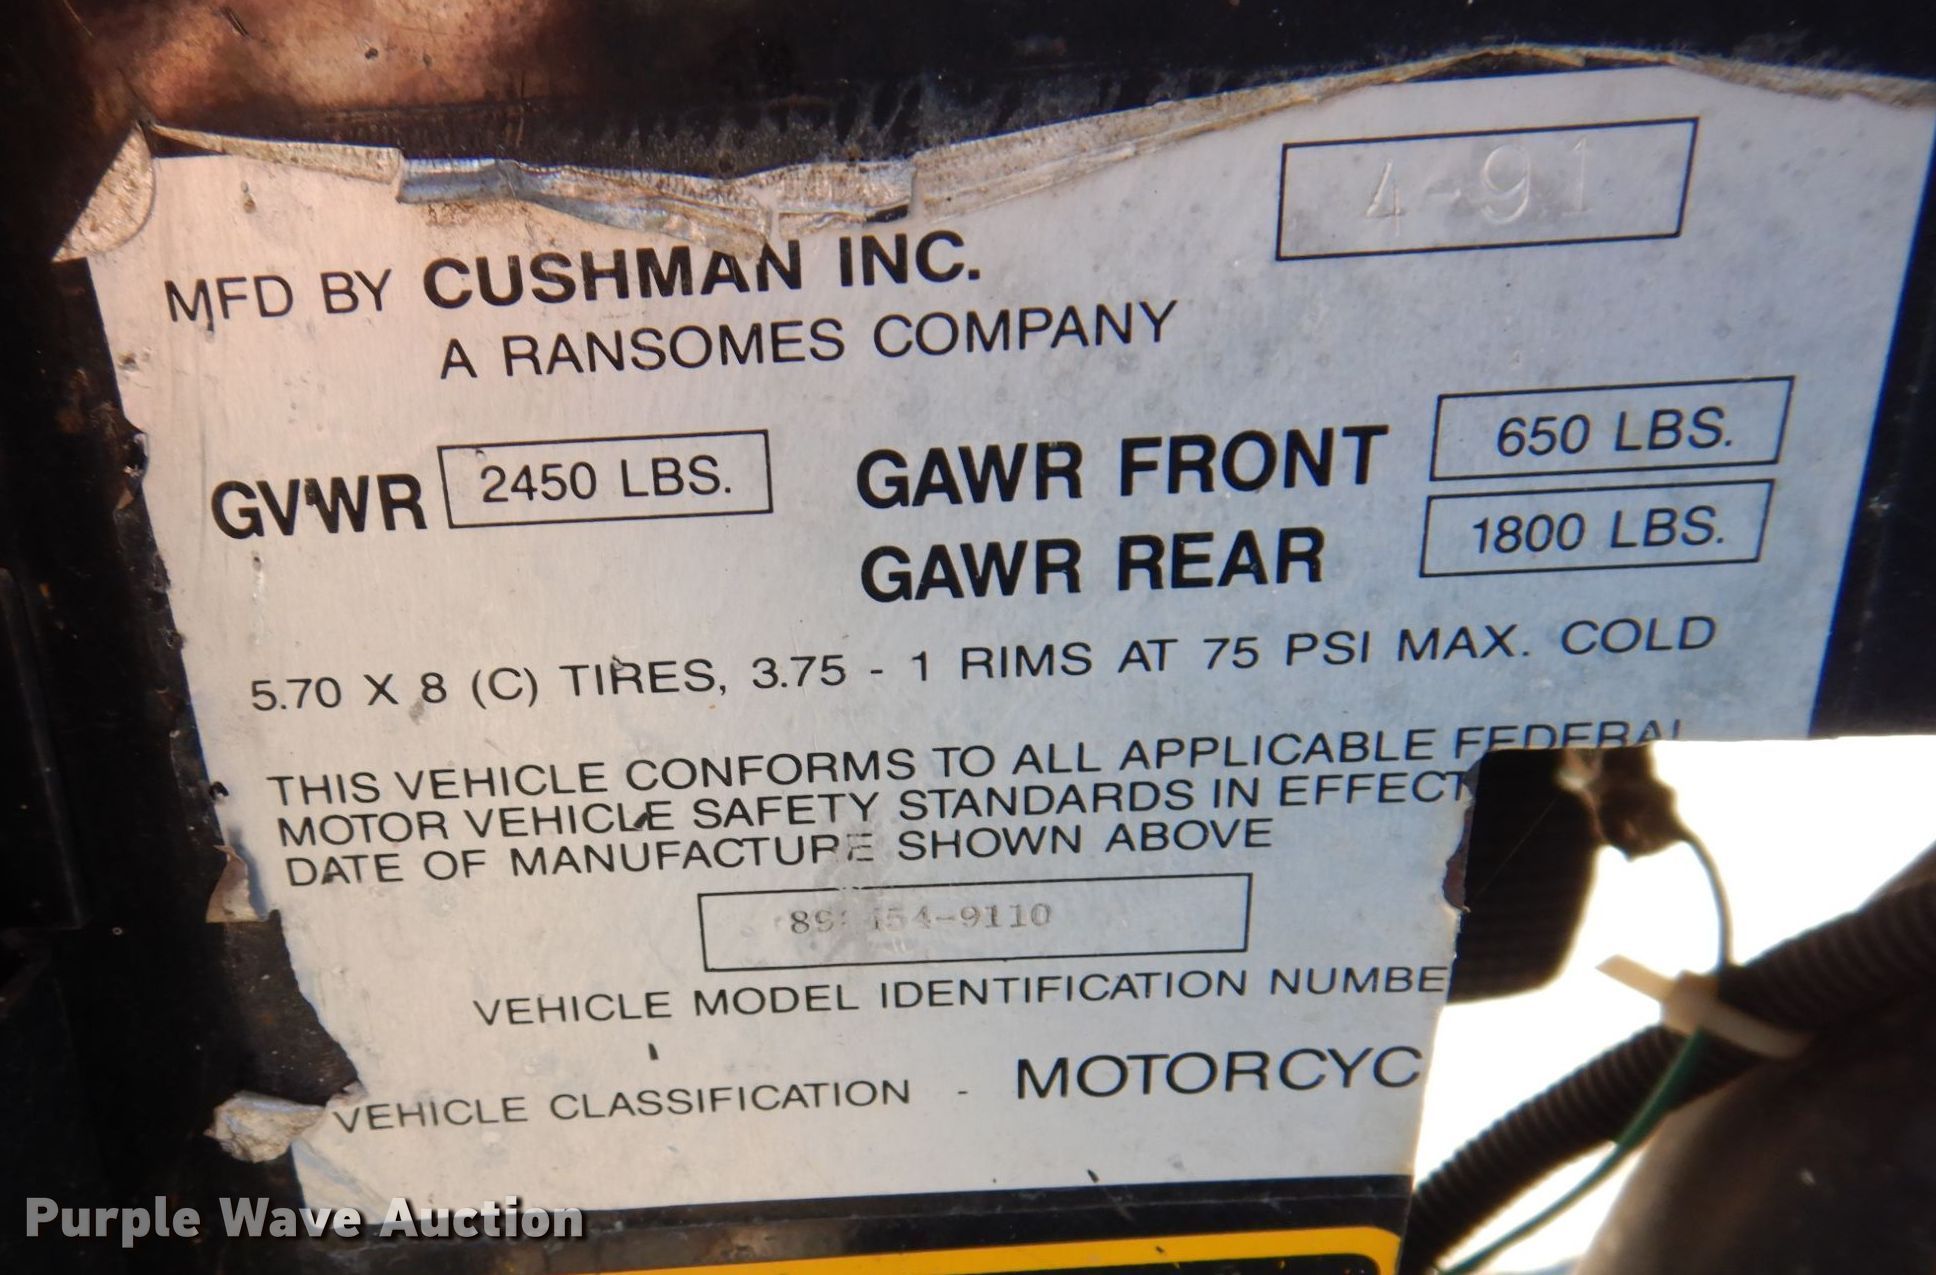 4-91
MFD BY CUSHMAN INC.
A RANSOMES COMPANY
GVWR 2450 LBS. GAWR FRONT 650 LBS.
GAWR REAR 1800 LBS.
5.70 X 8 (C) TIRES, 3.75 - 1 RIMS AT 75 PSI MAX. COLD
THIS VEHICLE CONFORMS TO ALL APPLICABLE FEDERAL
MOTOR VEHICLE SAFETY STANDARDS IN EFFECT
DATE OF MANUFACTURE SHOWN ABOVE
VEHICLE MODEL IDENTIFICATION NUMBE
VEHICLE CLASSIFICATION - MOTORCYC
Purple Wave Auction